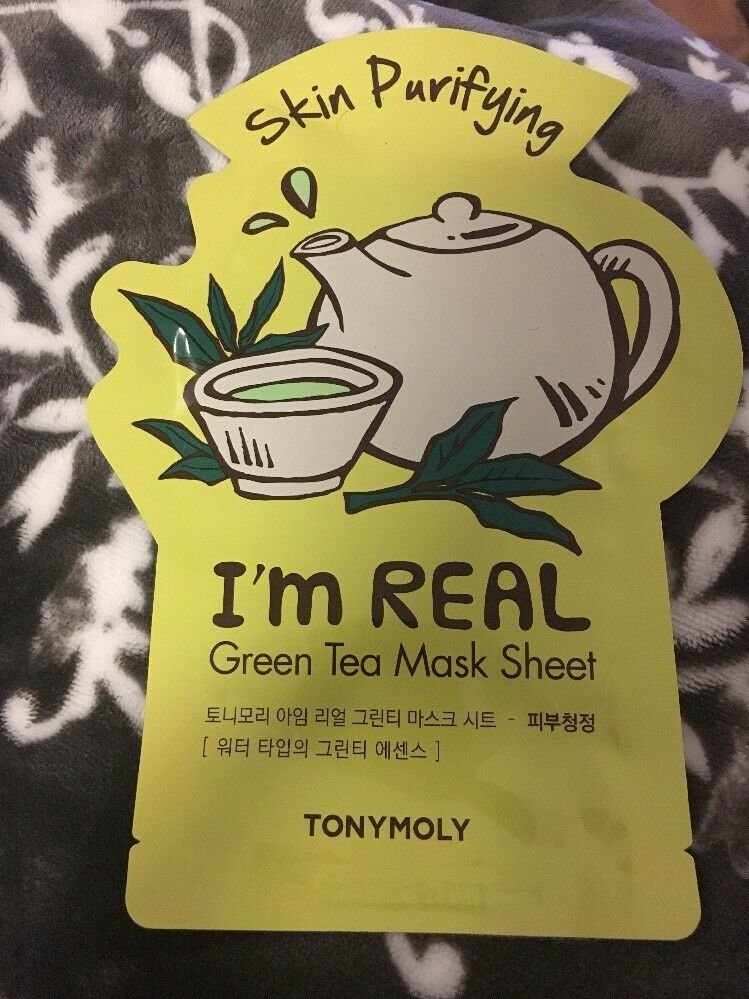 Skin Purifying
I'm REAL
Green Tea Mask Sheet
토니모리 아임 리얼 그린티 마스크 시트 - 피부청정
[ 워터 타입의 그린티 에센스 ]
TONYMOLY